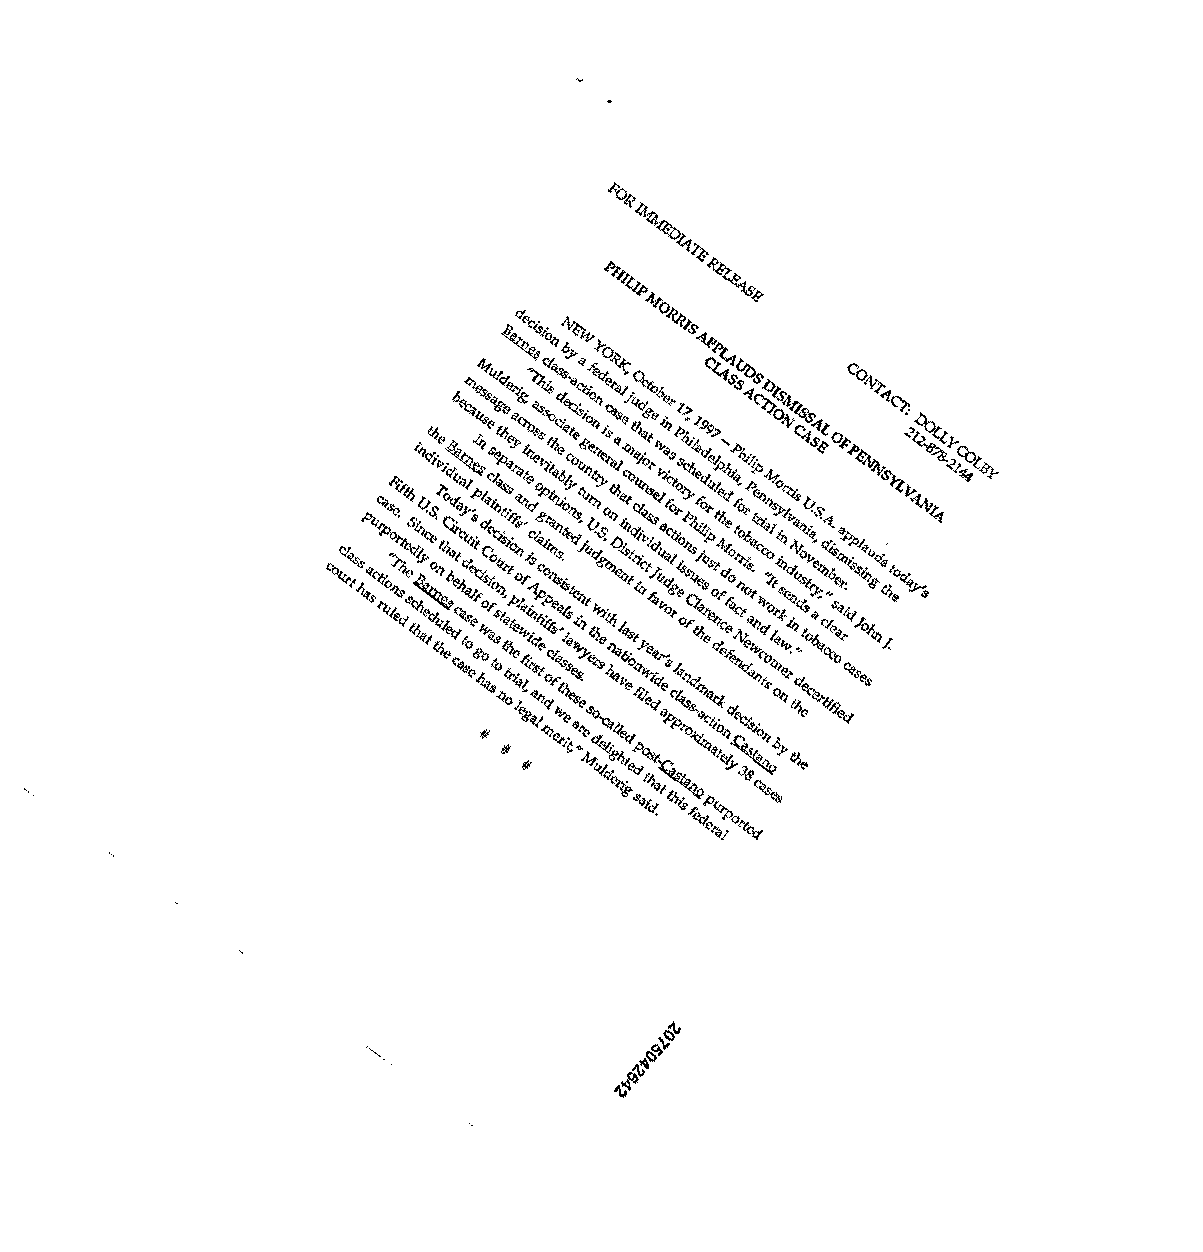 FOR IMMEDIATE RELEASE
CONTACT: DOLLY COLBY
212-878-2144
PHILIP MORRIS APPLAUDS DISMISSAL OF PENNSYLVANIA
CLASS ACTION CASE
NEW YORK, October 17, 1997 – Philip Morris U.S.A. applauds today's
decision by a federal judge in Philadelphia, Pennsylvania, dismissing the
Barnes class-action case that was scheduled for trial in November.
"This decision is a major victory for the tobacco industry," said John J.
Mulderig, associate general counsel for Philip Morris. "It sends a clear
message across the country that class actions just do not work in tobacco cases
because they inevitably turn on individual issues of fact and law."
In separate opinions, U.S. District Judge Clarence Newcomer decertified
the Barnes class and granted judgment in favor of the defendants on the
individual plaintiffs' claims.
Today's decision is consistent with last year's landmark decision by the
Fifth U.S. Circuit Court of Appeals in the nationwide class-action Castano
case. Since that decision, plaintiffs' lawyers have filed approximately 38 cases
purportedly on behalf of statewide classes.
"The Barnes case was the first of these so-called post-Castano purported
class actions scheduled to go to trial, and we are delighted that this federal
court has ruled that the case has no legal merit," Mulderig said.
# # #
2075042642